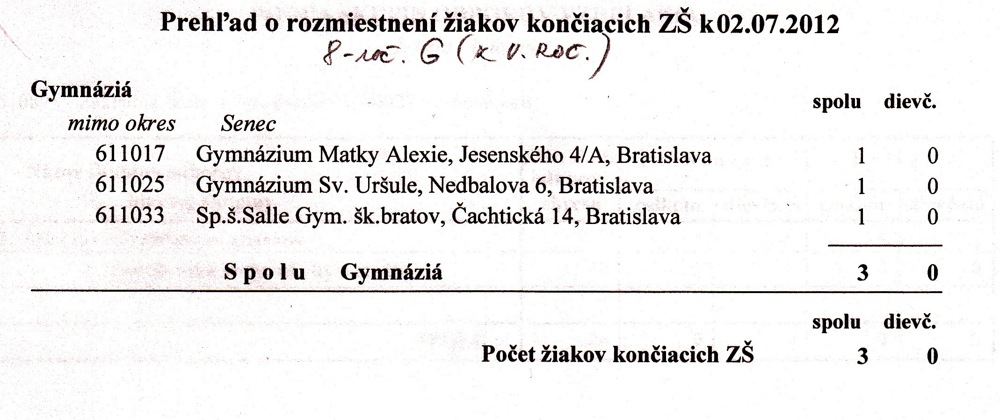 Prehľad o rozmiestnení žiakov končiacich ZŠ k 02.07.2012
8-roč. G (x V. ROČ.)
Gymnáziá
spolu dievč.
mimo okres Senec
611017 Gymnázium Matky Alexie, Jesenského 4/A, Bratislava 1 0
611025 Gymnázium Sv. Uršule, Nedbalova 6, Bratislava 1 0
611033 Sp.š.Salle Gym. šk.bratov, Čachtická 14, Bratislava 1 0
S p o l u Gymnáziá 3 0
spolu dievč.
Počet žiakov končiacich ZŠ 3 0